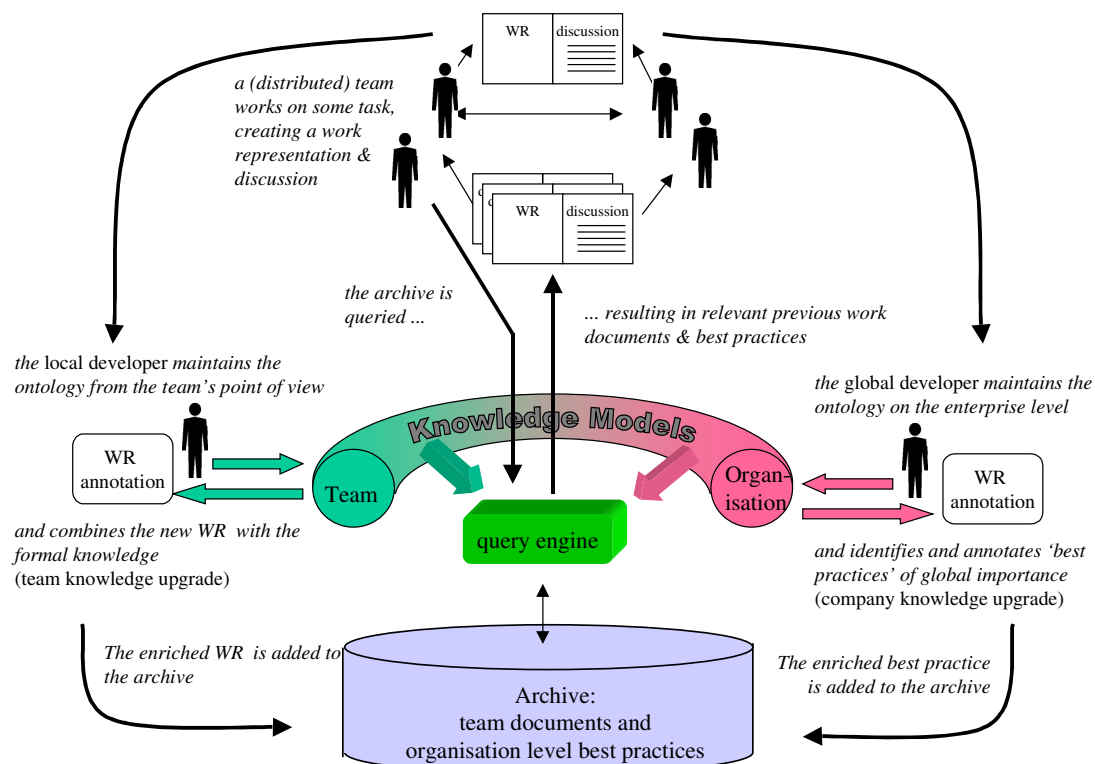 WR
discussion
a (distributed) team
works on some task,
creating a work
representation &
discussion
WR
discussion
the archive is
queried ...
... resulting in relevant previous work
documents & best practices
the local developer maintains the
ontology from the team's point of view
the global developer maintains the
ontology on the enterprise level
Knowledge Models
WR
annotation
Team
Organ-
isation
WR
annotation
query engine
and combines the new WR with the
formal knowledge
(team knowledge upgrade)
and identifies and annotates ‘best
practices’ of global importance
(company knowledge upgrade)
The enriched WR is added to
the archive
The enriched best practice
is added to the archive
Archive:
team documents and
organisation level best practices